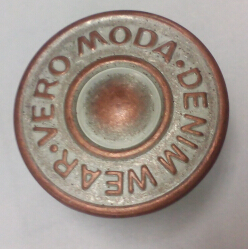 VERO MODA · DENIM WEAR ·